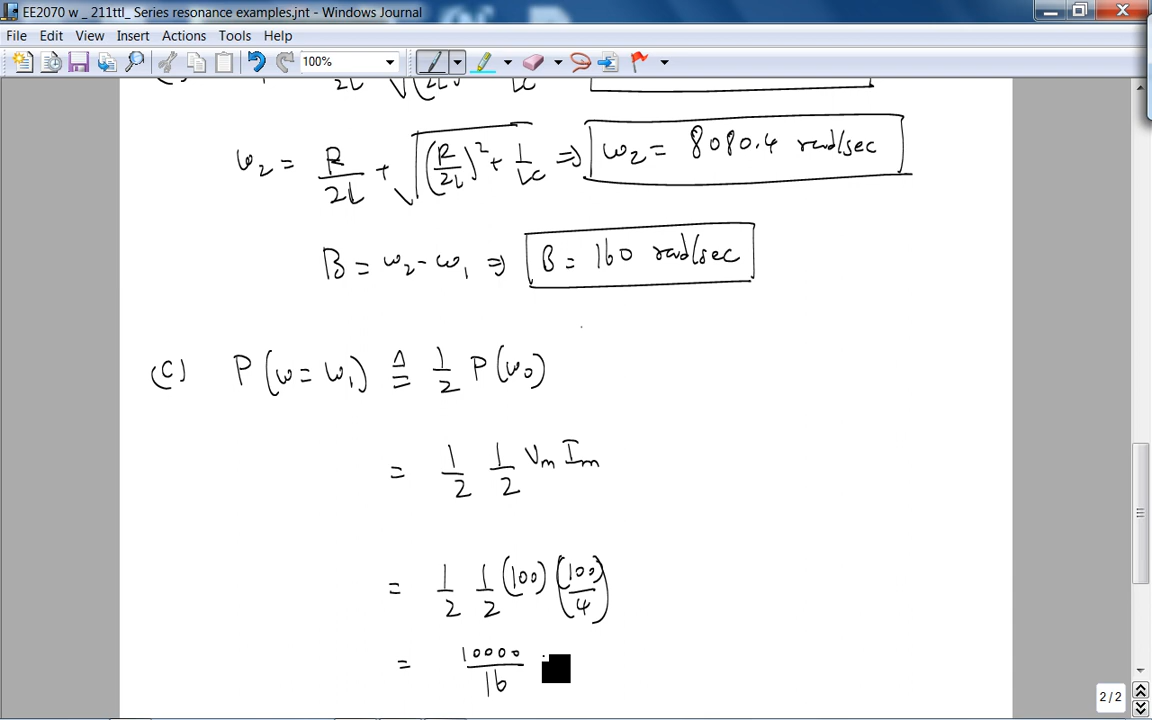 EE2070 w _ 211ttl_ Series resonance examples.jnt - Windows Journal
File Edit View Insert Actions Tools Help
100%
ω₂ = R/2L + √((R/2L)² + 1/LC) ⇒ ω₂ = 8080.4 rad/sec
B = ω₂ - ω₁ ⇒ B = 160 rad/sec
(C) P(ω = ω₁) ≜ 1/2 P(ω₀)
= 1/2 1/2 Vm Im
= 1/2 1/2 (100) (100/4)
= 10000/16
2 / 2